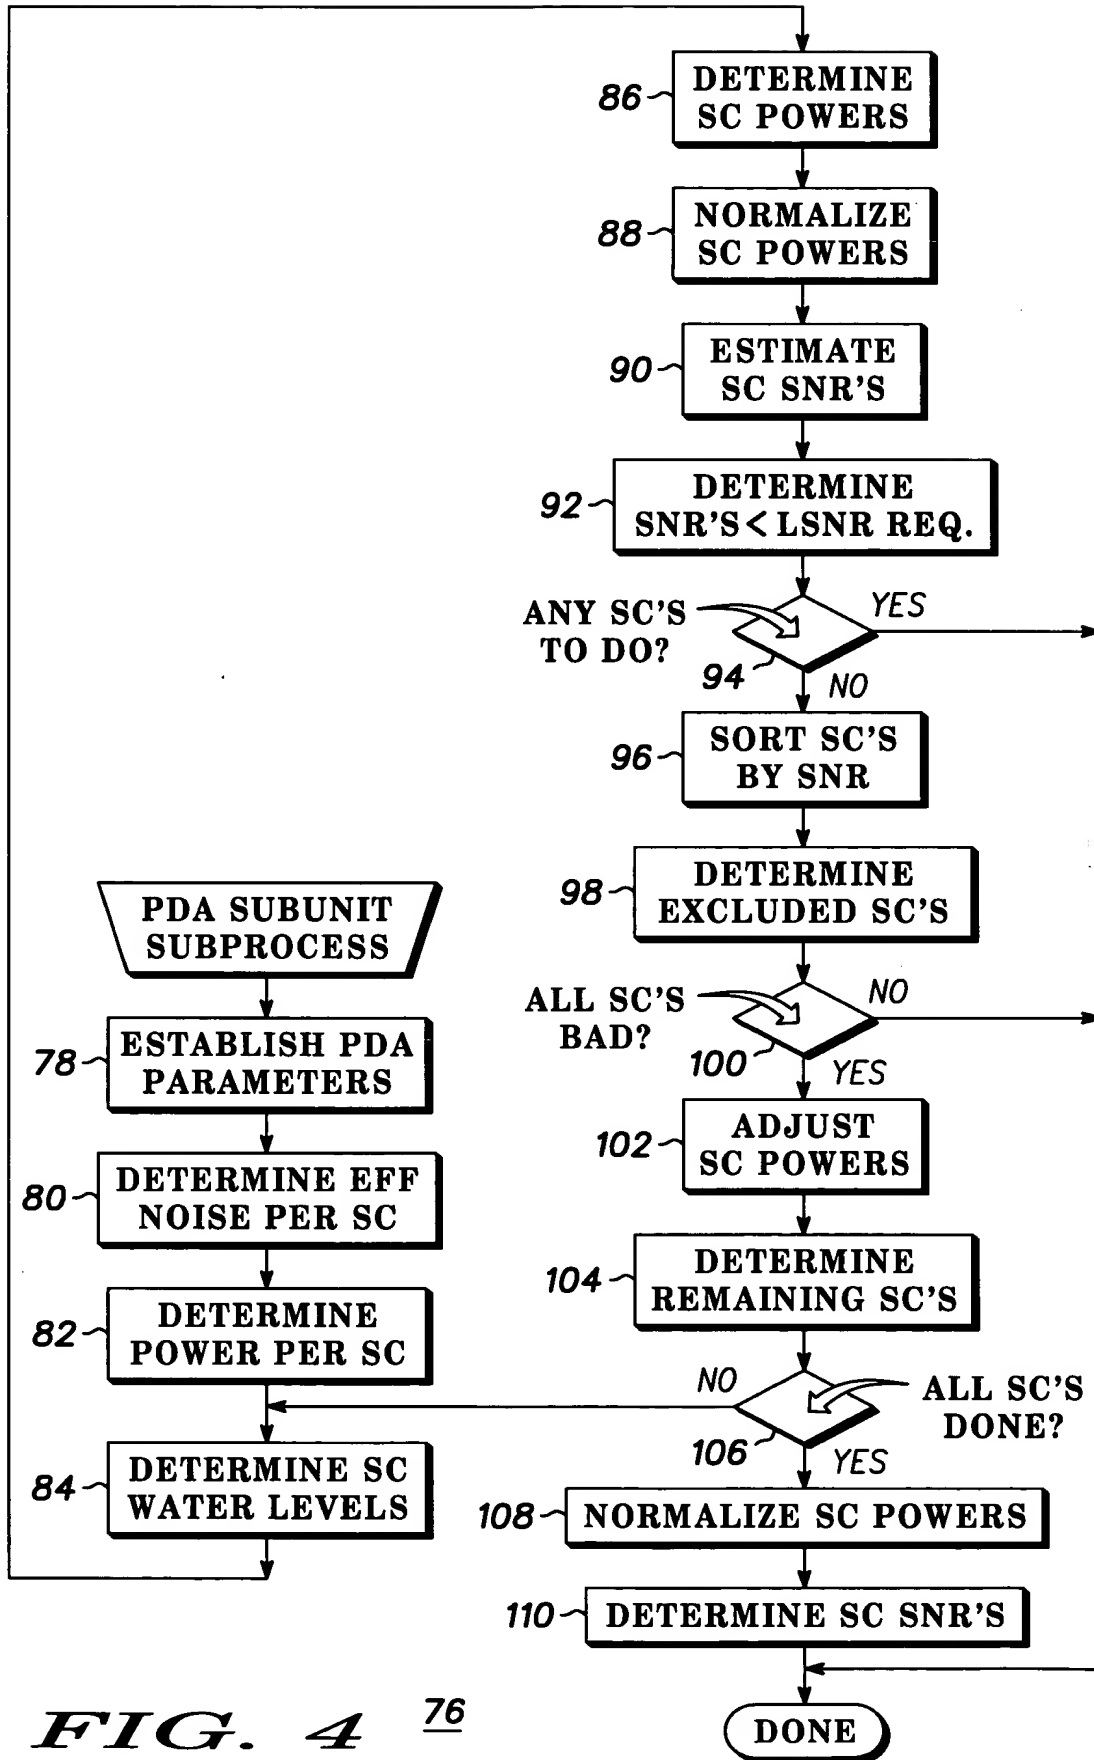 PDA SUBUNIT
SUBPROCESS
78
ESTABLISH PDA
PARAMETERS
80
DETERMINE EFF
NOISE PER SC
82
DETERMINE
POWER PER SC
84
DETERMINE SC
WATER LEVELS
86
DETERMINE
SC POWERS
88
NORMALIZE
SC POWERS
90
ESTIMATE
SC SNR'S
92
DETERMINE
SNR'S < LSNR REQ.
ANY SC'S
TO DO?
94
YES
NO
96
SORT SC'S
BY SNR
98
DETERMINE
EXCLUDED SC'S
ALL SC'S
BAD?
100
NO
YES
102
ADJUST
SC POWERS
104
DETERMINE
REMAINING SC'S
NO
ALL SC'S
DONE?
106
YES
108
NORMALIZE SC POWERS
110
DETERMINE SC SNR'S
DONE
FIG. 4
76